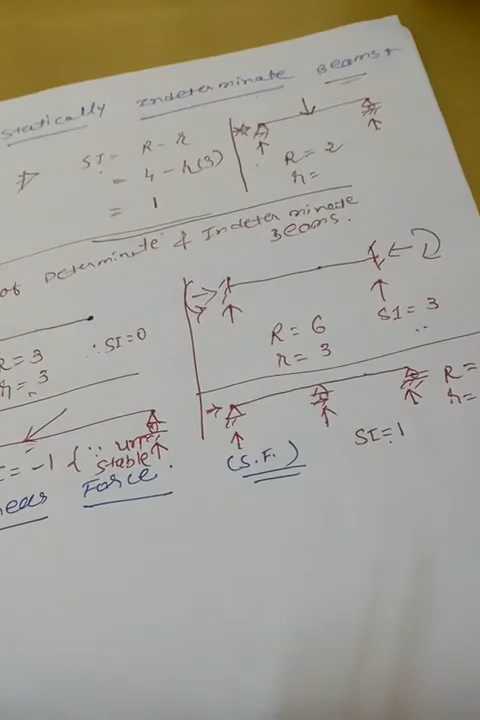 Statically Indeterminate Beams
SI = R - r
= 4 - r(3)
= 1
R = 2
r =
of Determinate & Indeterminate
Beams.
∴ SI = 0
R = 3
r = 3
R = 6
r = 3
SI = 3
R =
r =
SI = 1
= -1 { ∵ unstable
Shear Force (S.F.)